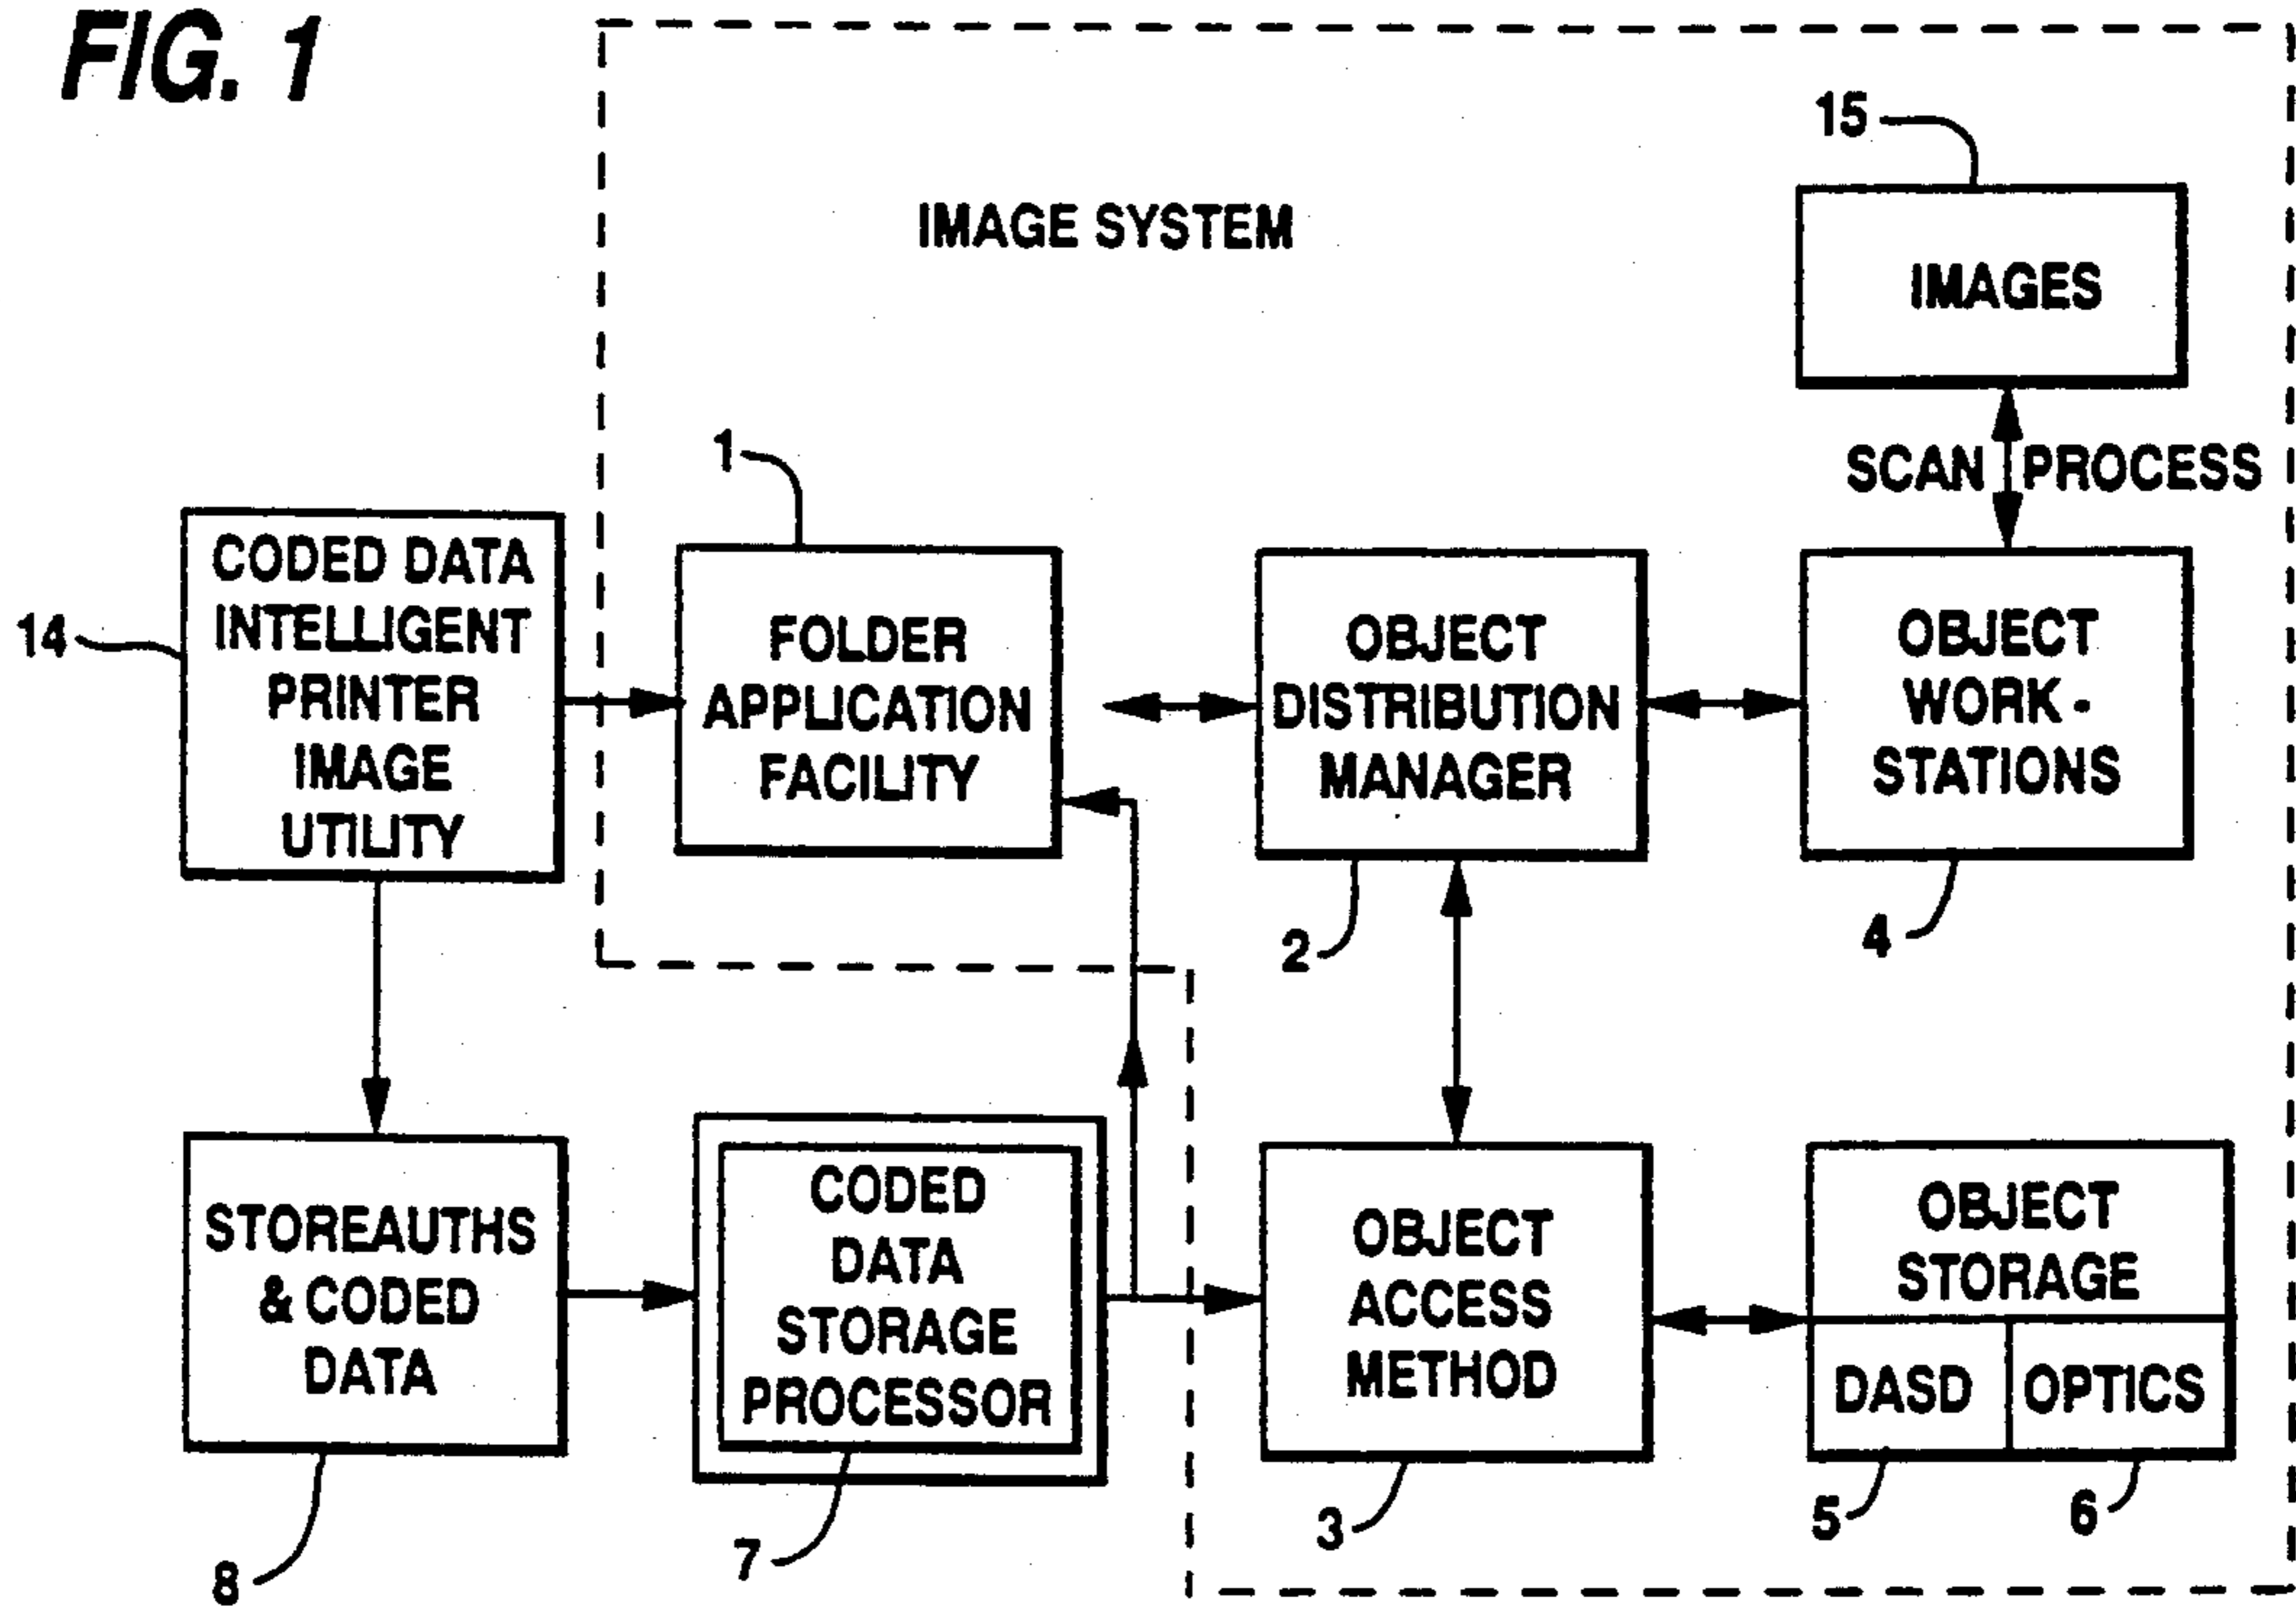 FIG. 1
IMAGE SYSTEM
15
IMAGES
SCAN PROCESS
1
14
CODED DATA
INTELLIGENT
PRINTER
IMAGE
UTILITY
FOLDER
APPLICATION
FACILITY
OBJECT
DISTRIBUTION
MANAGER
2
OBJECT
WORK-
STATIONS
4
STOREAUTHS
& CODED
DATA
8
CODED
DATA
STORAGE
PROCESSOR
7
OBJECT
ACCESS
METHOD
3
OBJECT
STORAGE
DASD
OPTICS
5
6